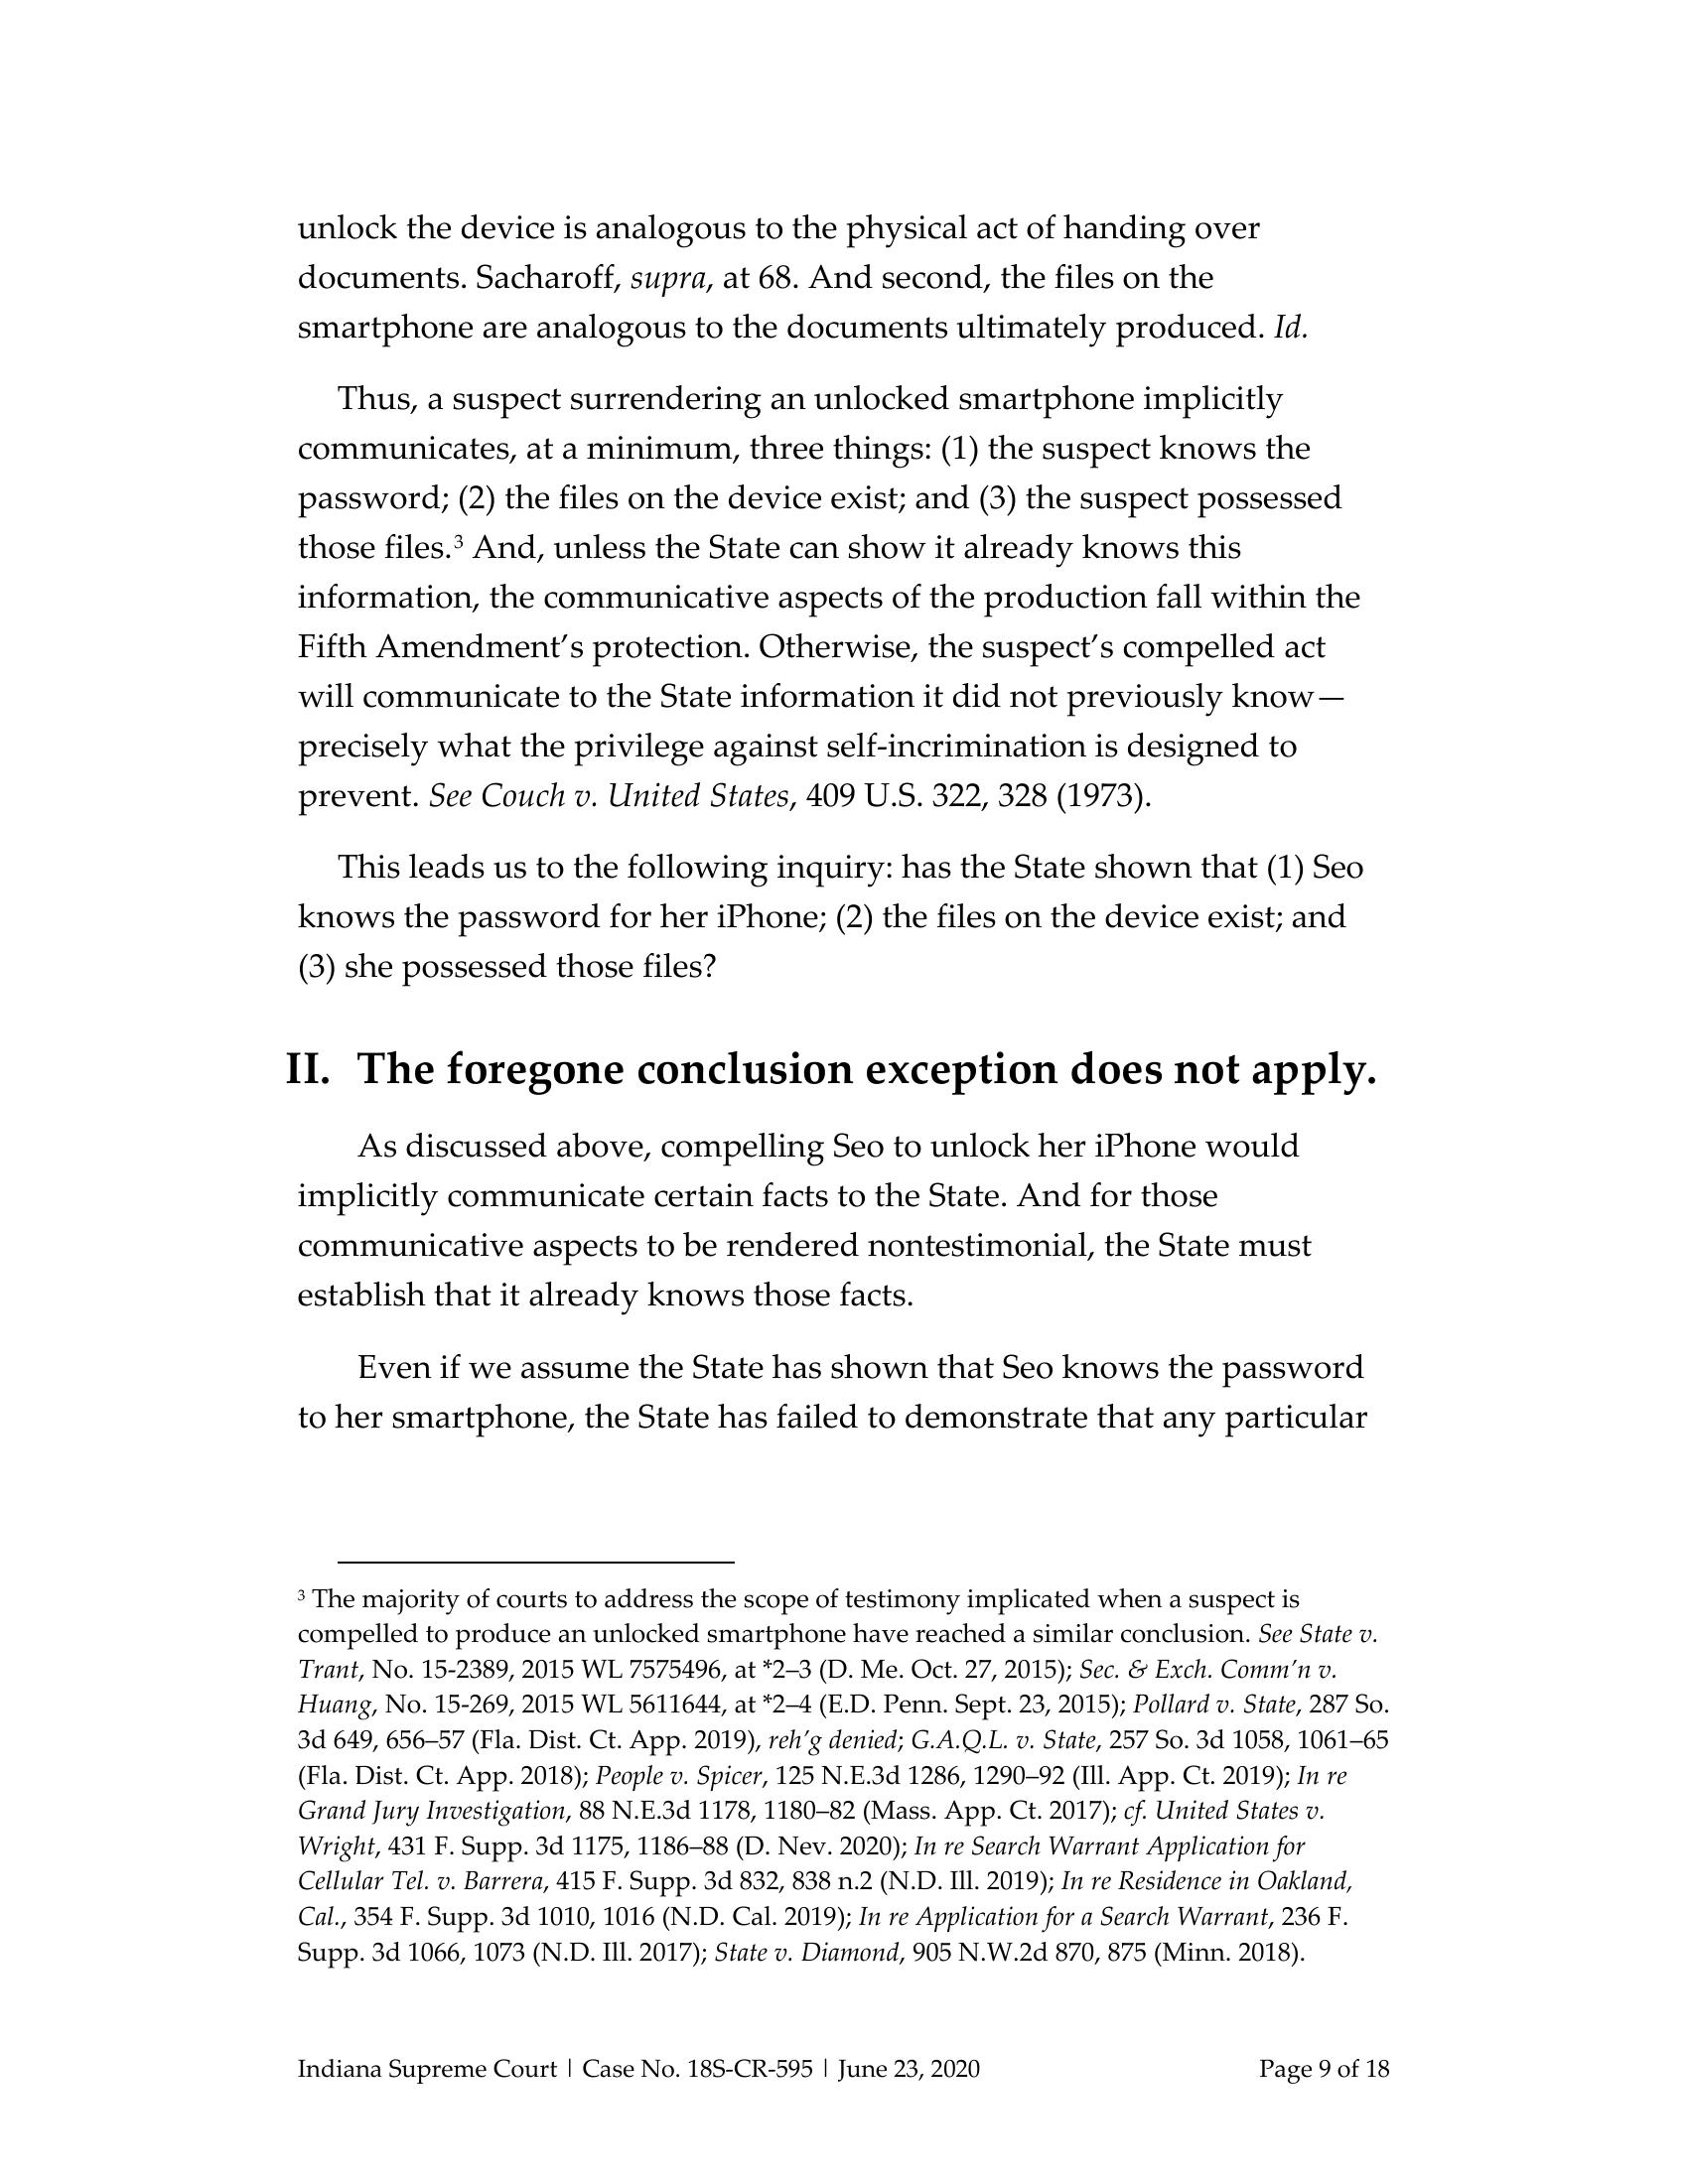 unlock the device is analogous to the physical act of handing over
documents. Sacharoff, supra, at 68. And second, the files on the
smartphone are analogous to the documents ultimately produced. Id.
Thus, a suspect surrendering an unlocked smartphone implicitly
communicates, at a minimum, three things: (1) the suspect knows the
password; (2) the files on the device exist; and (3) the suspect possessed
those files.³ And, unless the State can show it already knows this
information, the communicative aspects of the production fall within the
Fifth Amendment’s protection. Otherwise, the suspect’s compelled act
will communicate to the State information it did not previously know—
precisely what the privilege against self-incrimination is designed to
prevent. See Couch v. United States, 409 U.S. 322, 328 (1973).
This leads us to the following inquiry: has the State shown that (1) Seo
knows the password for her iPhone; (2) the files on the device exist; and
(3) she possessed those files?
II. The foregone conclusion exception does not apply.
As discussed above, compelling Seo to unlock her iPhone would
implicitly communicate certain facts to the State. And for those
communicative aspects to be rendered nontestimonial, the State must
establish that it already knows those facts.
Even if we assume the State has shown that Seo knows the password
to her smartphone, the State has failed to demonstrate that any particular
³ The majority of courts to address the scope of testimony implicated when a suspect is
compelled to produce an unlocked smartphone have reached a similar conclusion. See State v.
Trant, No. 15-2389, 2015 WL 7575496, at *2–3 (D. Me. Oct. 27, 2015); Sec. & Exch. Comm’n v.
Huang, No. 15-269, 2015 WL 5611644, at *2–4 (E.D. Penn. Sept. 23, 2015); Pollard v. State, 287 So.
3d 649, 656–57 (Fla. Dist. Ct. App. 2019), reh’g denied; G.A.Q.L. v. State, 257 So. 3d 1058, 1061–65
(Fla. Dist. Ct. App. 2018); People v. Spicer, 125 N.E.3d 1286, 1290–92 (Ill. App. Ct. 2019); In re
Grand Jury Investigation, 88 N.E.3d 1178, 1180–82 (Mass. App. Ct. 2017); cf. United States v.
Wright, 431 F. Supp. 3d 1175, 1186–88 (D. Nev. 2020); In re Search Warrant Application for
Cellular Tel. v. Barrera, 415 F. Supp. 3d 832, 838 n.2 (N.D. Ill. 2019); In re Residence in Oakland,
Cal., 354 F. Supp. 3d 1010, 1016 (N.D. Cal. 2019); In re Application for a Search Warrant, 236 F.
Supp. 3d 1066, 1073 (N.D. Ill. 2017); State v. Diamond, 905 N.W.2d 870, 875 (Minn. 2018).
Indiana Supreme Court | Case No. 18S-CR-595 | June 23, 2020 Page 9 of 18